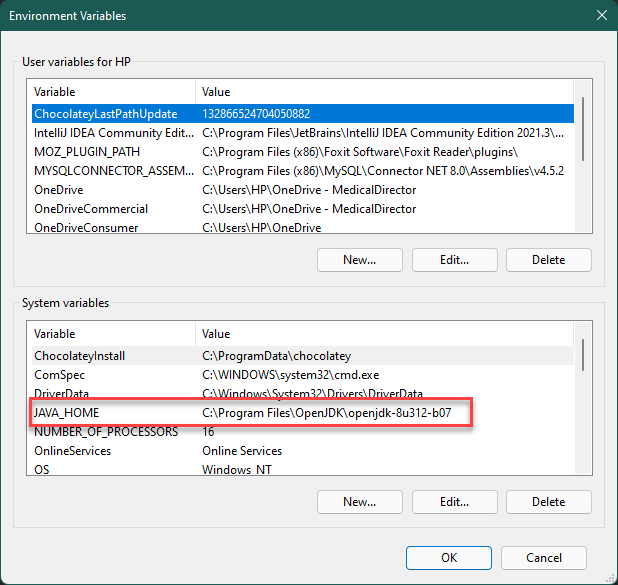 Environment Variables
User variables for HP
Variable Value
ChocolateyLastPathUpdate 132866524704050882
IntelliJ IDEA Community Edit... C:\Program Files\JetBrains\IntelliJ IDEA Community Edition 2021.3\...
MOZ_PLUGIN_PATH C:\Program Files (x86)\Foxit Software\Foxit Reader\plugins\
MYSQLCONNECTOR_ASSEM... C:\Program Files (x86)\MySQL\Connector NET 8.0\Assemblies\v4.5.2
OneDrive C:\Users\HP\OneDrive - MedicalDirector
OneDriveCommercial C:\Users\HP\OneDrive - MedicalDirector
OneDriveConsumer C:\Users\HP\OneDrive
New... Edit... Delete
System variables
Variable Value
ChocolateyInstall C:\ProgramData\chocolatey
ComSpec C:\WINDOWS\system32\cmd.exe
DriverData C:\Windows\System32\Drivers\DriverData
JAVA_HOME C:\Program Files\OpenJDK\openjdk-8u312-b07
NUMBER_OF_PROCESSORS 16
OnlineServices Online Services
OS Windows_NT
New... Edit... Delete
OK Cancel